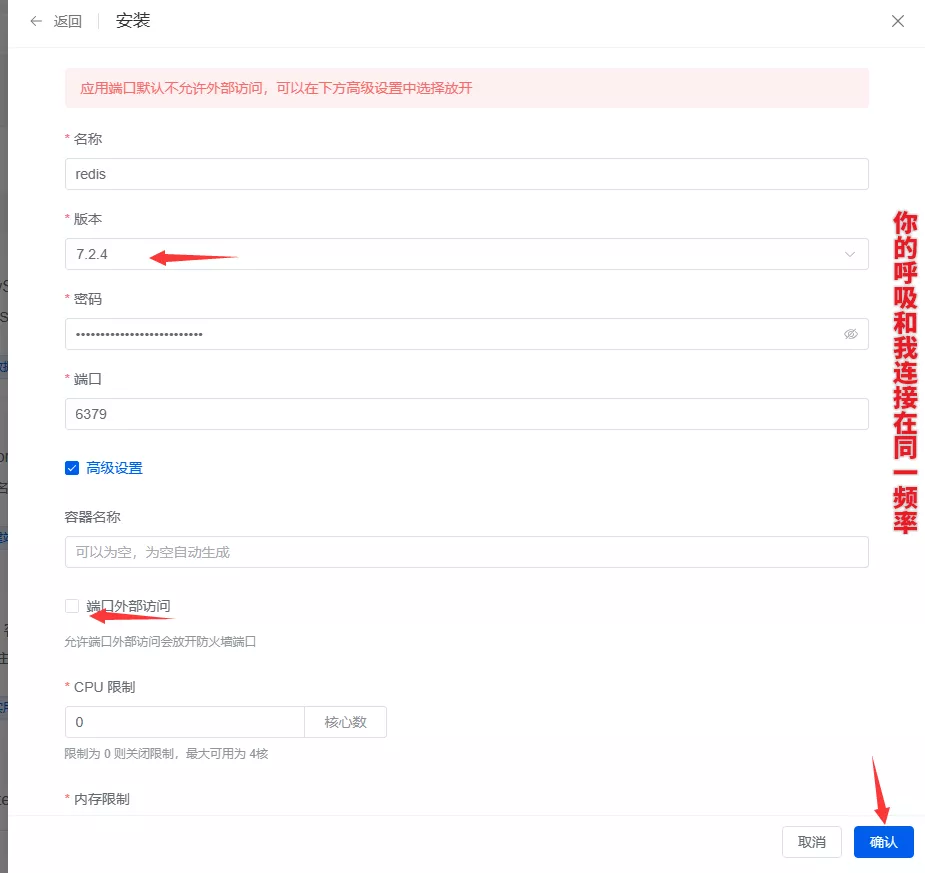 返回
安装
应用端口默认不允许外部访问，可以在下方高级设置中选择放开
* 名称
redis
* 版本
7.2.4
* 密码
••••••••••••••••••••••••••
* 端口
6379
高级设置
容器名称
可以为空，为空自动生成
端口外部访问
允许端口外部访问会放开防火墙端口
* CPU 限制
0
核心数
限制为 0 则关闭限制，最大可用为 4核
* 内存限制
取消
确认
你的呼吸和我连接在同一频率